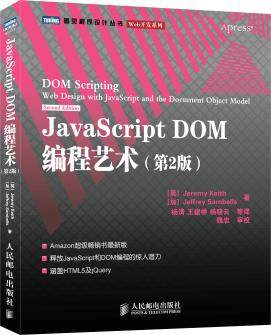 图灵程序设计丛书 Web开发系列
Apress
DOM Scripting
Web Design with JavaScript and the Document Object Model
Second Edition
JavaScript DOM
编程艺术(第2版)
[英] Jeremy Keith
[加] Jeffrey Sambells 著
杨涛 王建桥 杨晓云 等译
魏忠 审校
■ Amazon超级畅销书最新版
■ 释放JavaScript和DOM编程的惊人潜力
■ 涵盖HTML5及jQuery
人民邮电出版社
JavaScript DOM 编程艺术(第2版)
人民邮电出版社